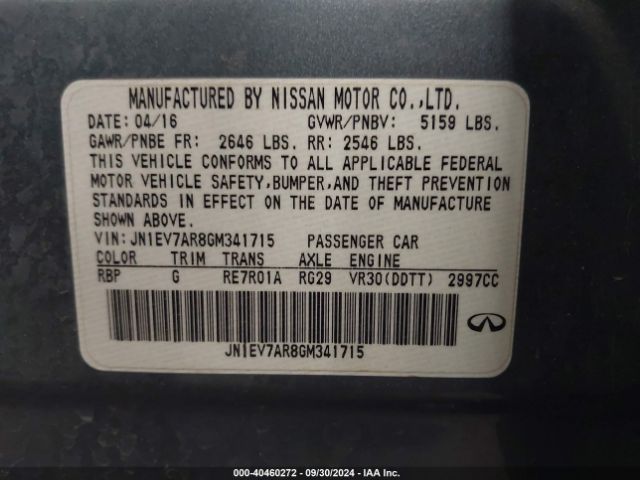 MANUFACTURED BY NISSAN MOTOR CO.,LTD.
DATE: 04/16 GVWR/PNBV: 5159 LBS.
GAWR/PNBE FR: 2646 LBS. RR: 2546 LBS.
THIS VEHICLE CONFORMS TO ALL APPLICABLE FEDERAL
MOTOR VEHICLE SAFETY,BUMPER,AND THEFT PREVENTION
STANDARDS IN EFFECT ON THE DATE OF MANUFACTURE
SHOWN ABOVE.
VIN:JN1EV7AR8GM341715 PASSENGER CAR
COLOR TRIM TRANS AXLE ENGINE
RBP G RE7R01A RG29 VR30(DDTT) 2997CC
JN1EV7AR8GM341715
000-40460272 - 09/30/2024 - IAA Inc.